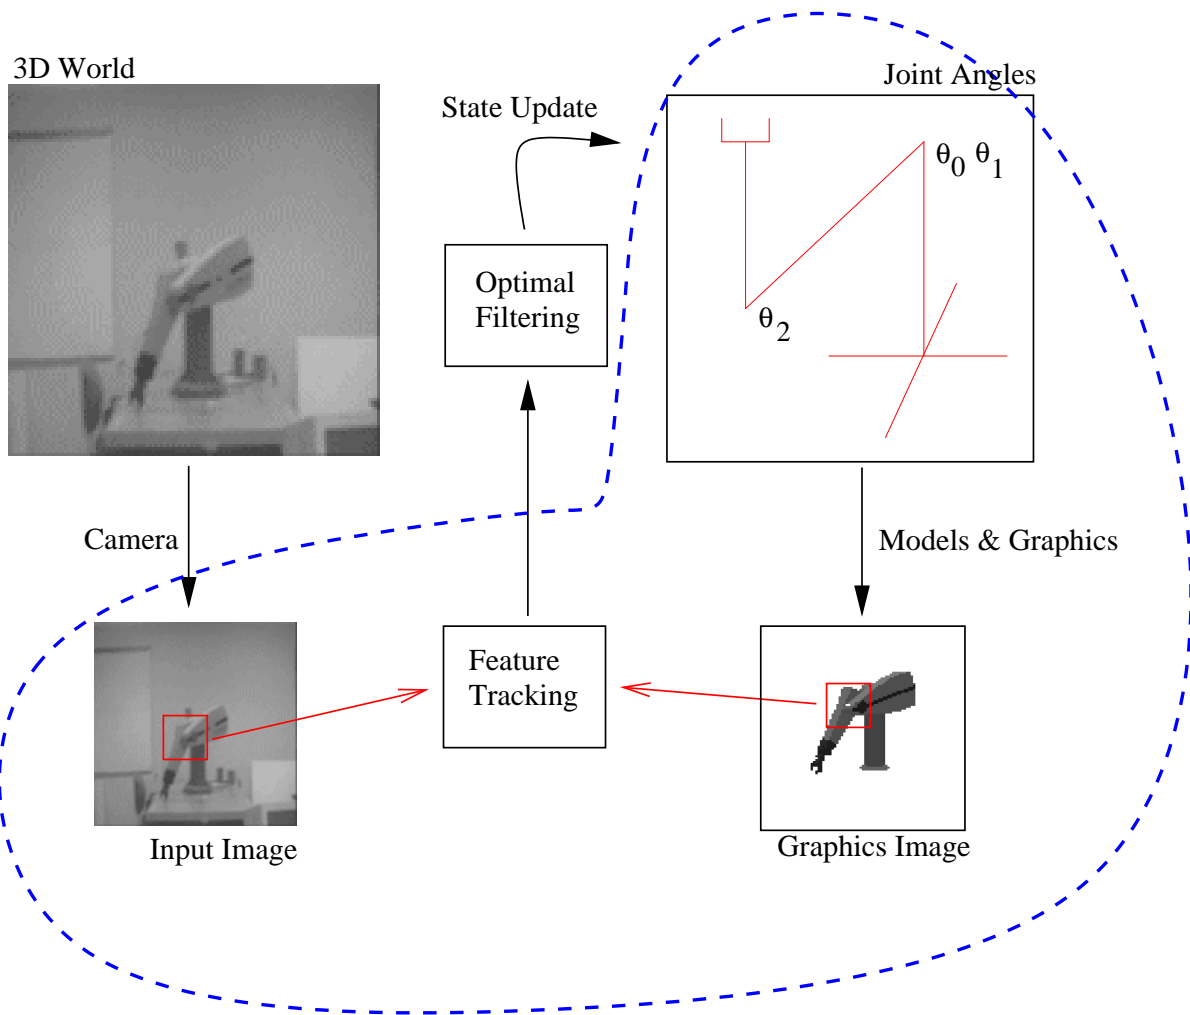 3D World
Joint Angles
State Update
θ0 θ1
Optimal
Filtering
θ2
Camera
Models & Graphics
Feature
Tracking
Input Image
Graphics Image